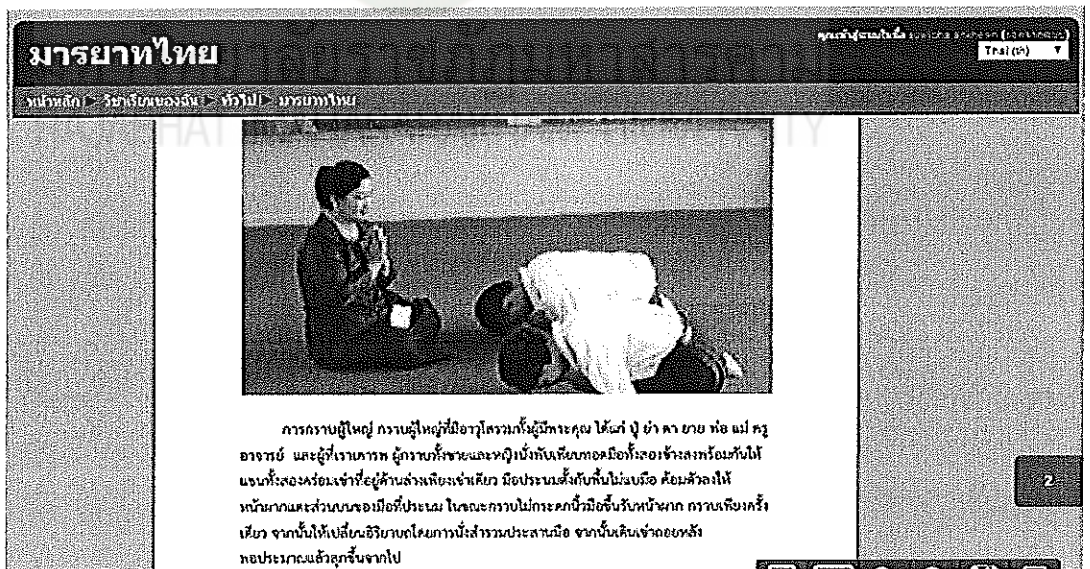 มารยาทไทย
Thai (th)
หน้าหลัก วิชาเรียนของฉัน ทั่วไป มารยาทไทย
การกราบผู้ใหญ่ กราบผู้ใหญ่ที่มีอาวุโสรวมทั้งผู้มีพระคุณ ได้แก่ ปู่ ย่า ตา ยาย พ่อ แม่ ครู
อาจารย์ และผู้ที่เราเคารพ ผู้กราบทั้งชายและหญิงนั่งพับเพียบทอดมือทั้งสองข้างลงพร้อมกันให้
แขนทั้งสองคร่อมเข่าที่อยู่ด้านล่างเพียงเข่าเดียว มือประนมตั้งกับพื้นไม่แบมือ ค้อมตัวลงให้
หน้าผากแตะส่วนบนของมือที่ประนม ในขณะกราบไม่กระดกนิ้วมือขึ้นรับหน้าผาก กราบเพียงครั้ง
เดียว จากนั้นให้เปลี่ยนอิริยาบถโดยการนั่งสำรวมประสานมือ จากนั้นเดินเข่าถอยหลัง
พอประมาณแล้วลุกขึ้นจากไป
2